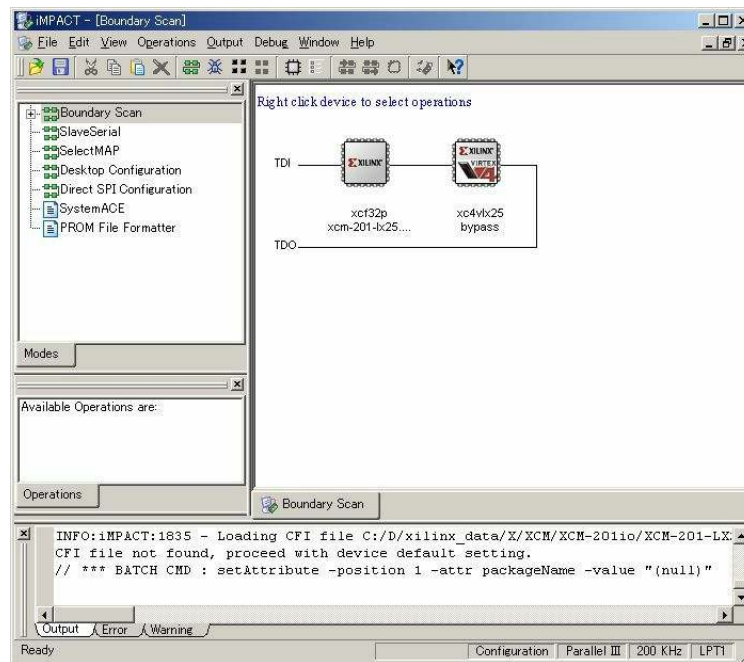 iMPACT - [Boundary Scan]
File Edit View Operations Output Debug Window Help
Boundary Scan
SlaveSerial
SelectMAP
Desktop Configuration
Direct SPI Configuration
SystemACE
PROM File Formatter
Modes
Available Operations are:
Operations
Right click device to select operations
TDI
XILINX
XILINX
VIRTEX
4
xcf32p
xcm-201-lx25....
xc4vlx25
bypass
TDO
Boundary Scan
INFO:iMPACT:1835 - Loading CFI file C:/D/xilinx_data/X/XCM/XCM-201io/XCM-201-LX
CFI file not found, proceed with device default setting.
// *** BATCH CMD : setAttribute -position 1 -attr packageName -value "(null)"
Output Error Warning
Ready Configuration Parallel III 200 KHz LPT1